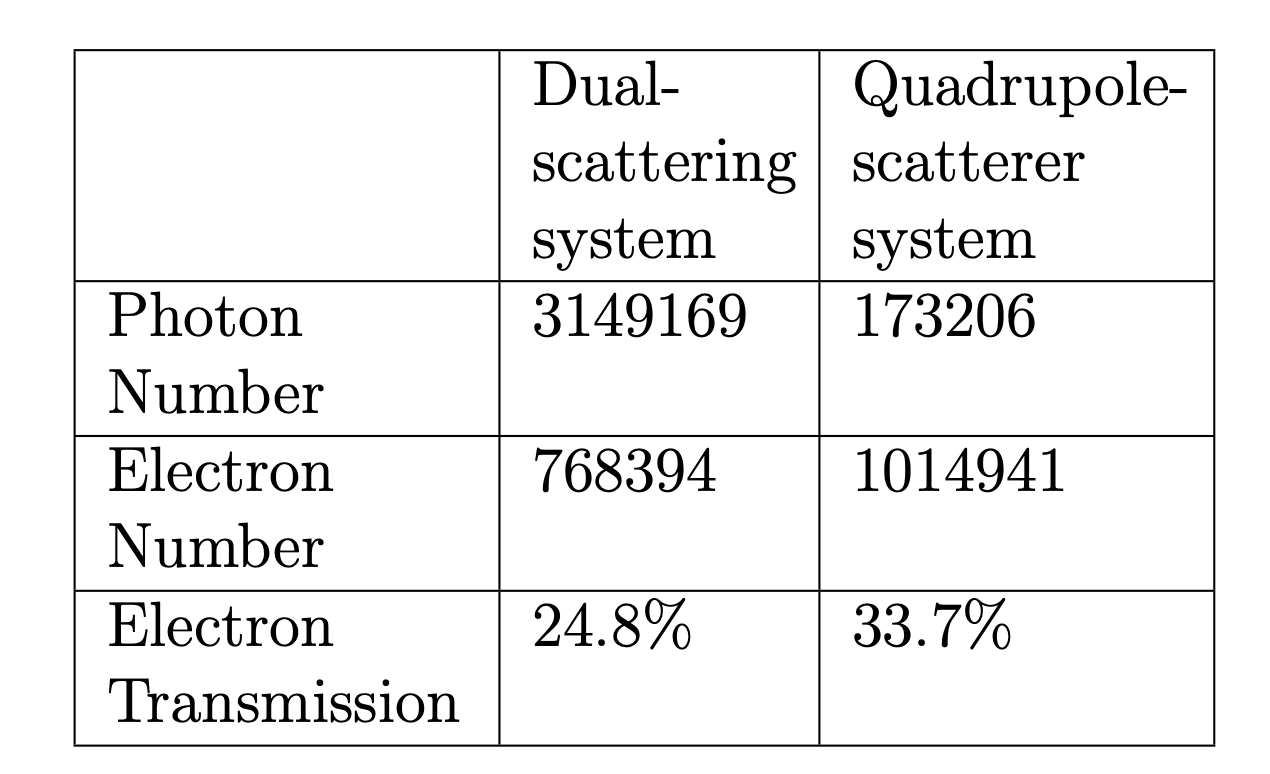 Dual-
scattering
system
Quadrupole-
scatterer
system
Photon
Number
3149169
173206
Electron
Number
768394
1014941
Electron
Transmission
24.8%
33.7%